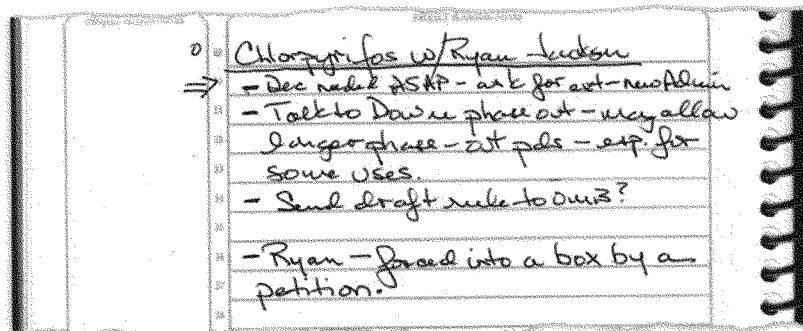 Chlorpyrifos w/Ryan Jackson
⇒ - Dec needed ASAP - ask for ext - new Admin
- Talk to Dow re phase out - may allow
longer phase-out pds - esp. for
some uses.
- Send draft rule to OMB?
- Ryan - forced into a box by a
petition.